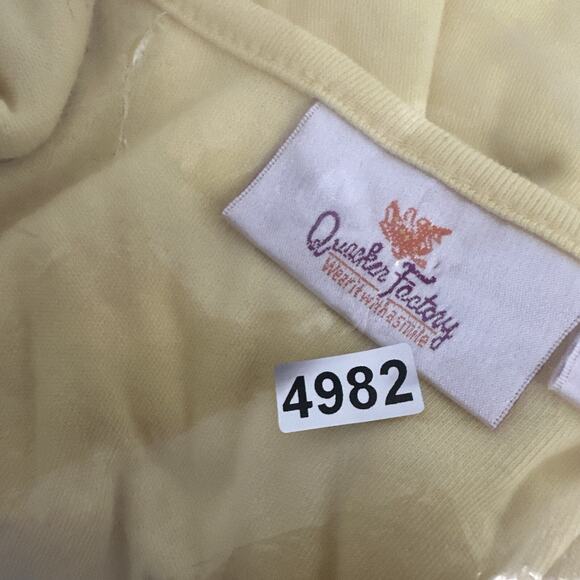 Quacker Factory
Wear it with a smile
4982